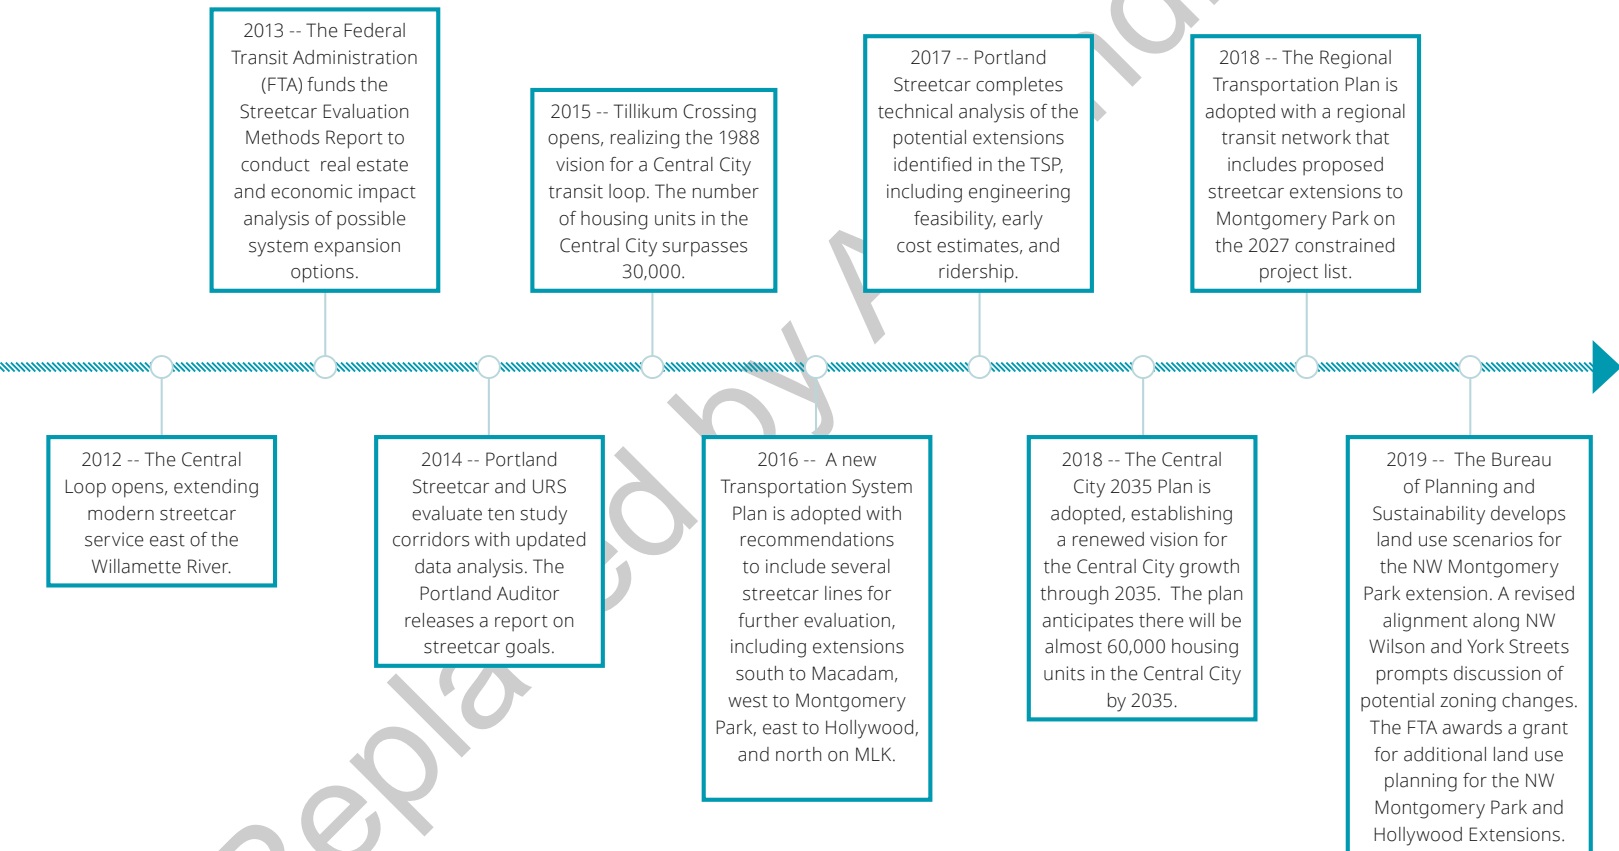 2013 -- The Federal
Transit Administration
(FTA) funds the
Streetcar Evaluation
Methods Report to
conduct  real estate
and economic impact
analysis of possible
system expansion
options.
2015 -- Tillikum Crossing
opens, realizing the 1988
vision for a Central City
transit loop. The number
of housing units in the
Central City surpasses
30,000.
2017 -- Portland
Streetcar completes
technical analysis of the
potential extensions
identified in the TSP,
including engineering
feasibility, early
cost estimates, and
ridership.
2018 -- The Regional
Transportation Plan is
adopted with a regional
transit network that
includes proposed
streetcar extensions to
Montgomery Park on
the 2027 constrained
project list.
2012 -- The Central
Loop opens, extending
modern streetcar
service east of the
Willamette River.
2014 -- Portland
Streetcar and URS
evaluate ten study
corridors with updated
data analysis. The
Portland Auditor
releases a report on
streetcar goals.
2016 --  A new
Transportation System
Plan is adopted with
recommendations
to include several
streetcar lines for
further evaluation,
including extensions
south to Macadam,
west to Montgomery
Park, east to Hollywood,
and north on MLK.
2018 -- The Central
City 2035 Plan is
adopted, establishing
a renewed vision for
the Central City growth
through 2035.  The plan
anticipates there will be
almost 60,000 housing
units in the Central City
by 2035.
2019 --  The Bureau
of Planning and
Sustainability develops
land use scenarios for
the NW Montgomery
Park extension. A revised
alignment along NW
Wilson and York Streets
prompts discussion of
potential zoning changes.
The FTA awards a grant
for additional land use
planning for the NW
Montgomery Park and
Hollywood Extensions.
by